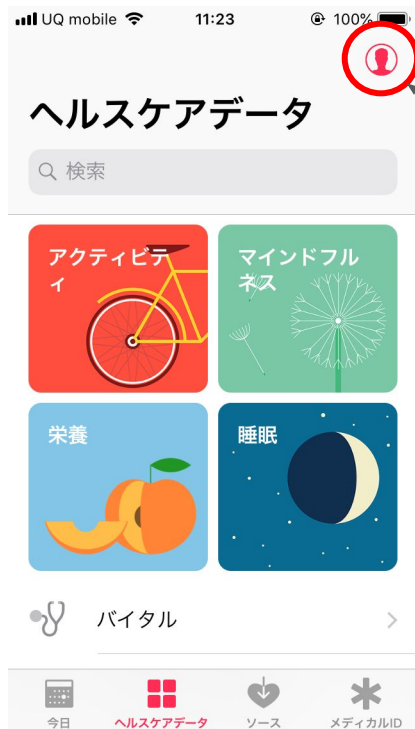 UQ mobile 11:23 100%
ヘルスケアデータ
検索
アクティビテ
ィ
マインドフル
ネス
栄養
睡眠
バイタル
今日 ヘルスケアデータ ソース メディカルID